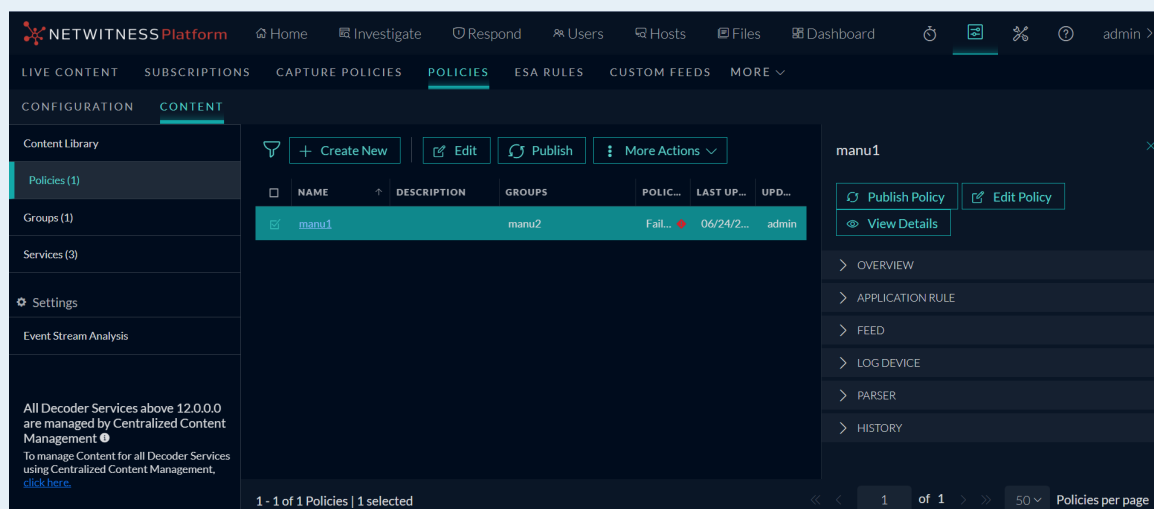 NETWITNESS Platform Home Investigate Respond Users Hosts Files Dashboard admin
LIVE CONTENT SUBSCRIPTIONS CAPTURE POLICIES POLICIES ESA RULES CUSTOM FEEDS MORE
CONFIGURATION CONTENT
Content Library
Policies (1)
Groups (1)
Services (3)
Settings
Event Stream Analysis
All Decoder Services above 12.0.0.0
are managed by Centralized Content
Management
To manage Content for all Decoder Services
using Centralized Content Management,
click here.
+ Create New Edit Publish More Actions
NAME ↑ DESCRIPTION GROUPS POLIC... LAST UP... UPD...
manu1 manu2 Fail... 06/24/2... admin
1 - 1 of 1 Policies | 1 selected
manu1
Publish Policy Edit Policy
View Details
OVERVIEW
APPLICATION RULE
FEED
LOG DEVICE
PARSER
HISTORY
<< < 1 of 1 > >> 50 Policies per page